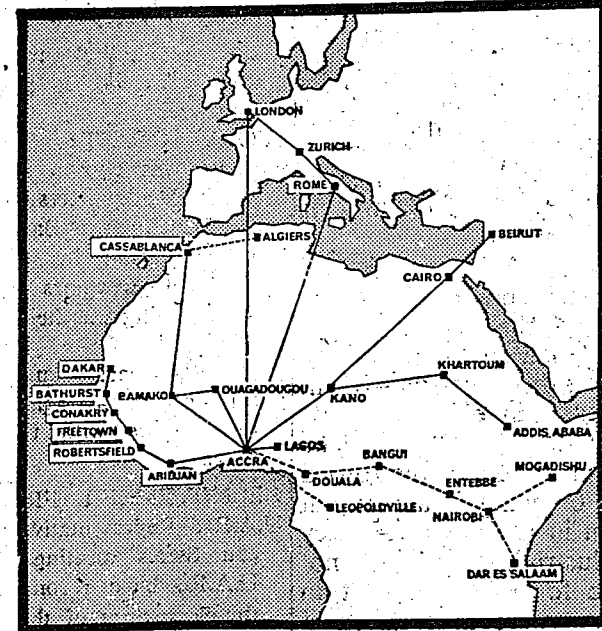 LONDON
ZURICH
ROME
ALGIERS
CASSABLANCA
BEIRUT
CAIRO
KHARTOUM
DAKAR
BATHURST
BAMAKO
OUAGADOUGOU
KANO
CONAKRY
FREETOWN
ADDIS ABABA
ROBERTSFIELD
LAGOS
ACCRA
BANGUI
MOGADISHU
ABIDJAN
DOUALA
ENTEBBE
LEOPOLDVILLE
NAIROBI
DAR ES SALAAM